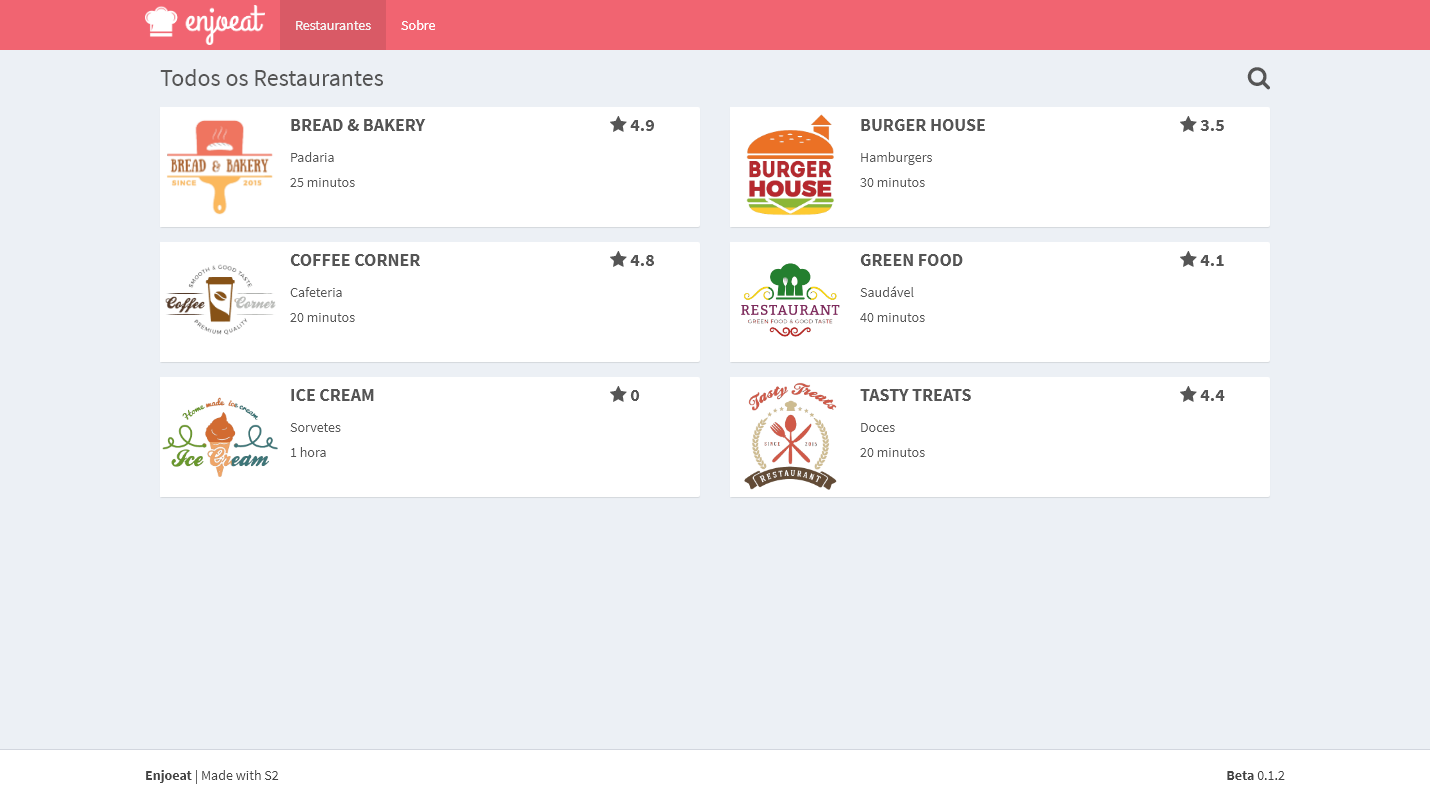 enjoeat Restaurantes Sobre
Todos os Restaurantes
BREAD & BAKERY
SINCE 2015
BREAD & BAKERY 4.9
Padaria
25 minutos
BURGER
HOUSE
BURGER HOUSE 3.5
Hamburgers
30 minutos
SMOOTH & GOOD TASTE
Coffee Corner
PREMIUM QUALITY
COFFEE CORNER 4.8
Cafeteria
20 minutos
RESTAURANT
GREEN FOOD & GOOD TASTE
GREEN FOOD 4.1
Saudável
40 minutos
Home made ice cream
Ice Cream
ICE CREAM 0
Sorvetes
1 hora
Tasty Treats
SINCE 2015
RESTAURANT
TASTY TREATS 4.4
Doces
20 minutos
Enjoeat | Made with S2
Beta 0.1.2